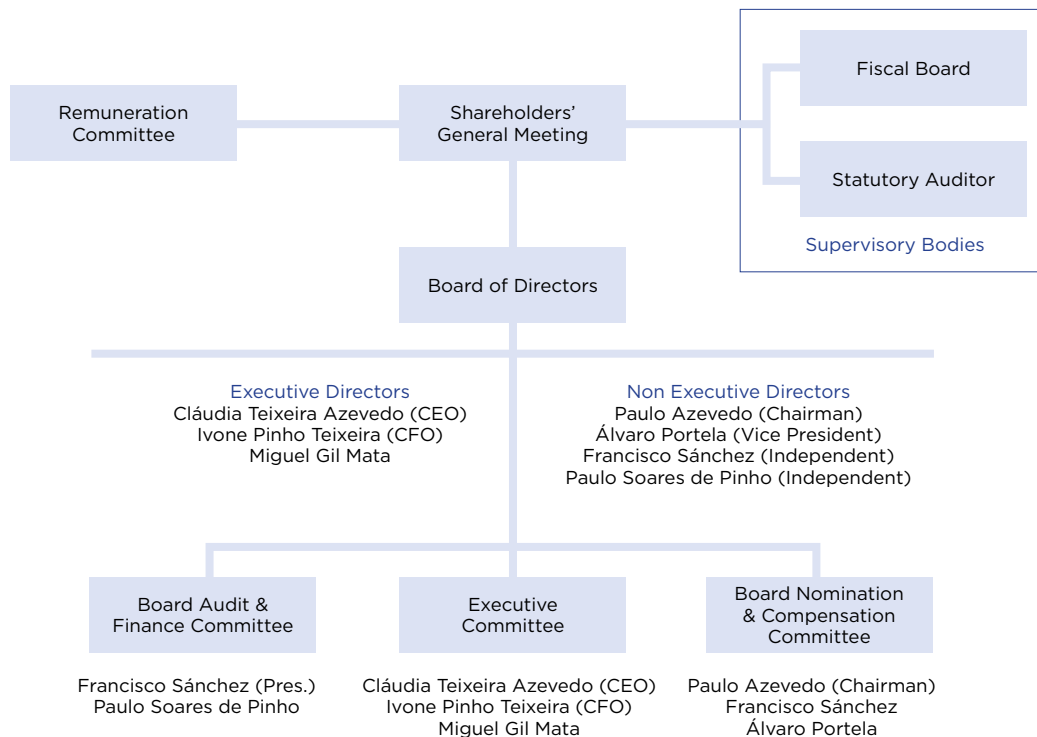 Remuneration
Committee
Shareholders'
General Meeting
Fiscal Board
Statutory Auditor
Supervisory Bodies
Board of Directors
Executive Directors
Cláudia Teixeira Azevedo (CEO)
Ivone Pinho Teixeira (CFO)
Miguel Gil Mata
Non Executive Directors
Paulo Azevedo (Chairman)
Álvaro Portela (Vice President)
Francisco Sánchez (Independent)
Paulo Soares de Pinho (Independent)
Board Audit &
Finance Committee
Francisco Sánchez (Pres.)
Paulo Soares de Pinho
Executive
Committee
Cláudia Teixeira Azevedo (CEO)
Ivone Pinho Teixeira (CFO)
Miguel Gil Mata
Board Nomination
& Compensation
Committee
Paulo Azevedo (Chairman)
Francisco Sánchez
Álvaro Portela